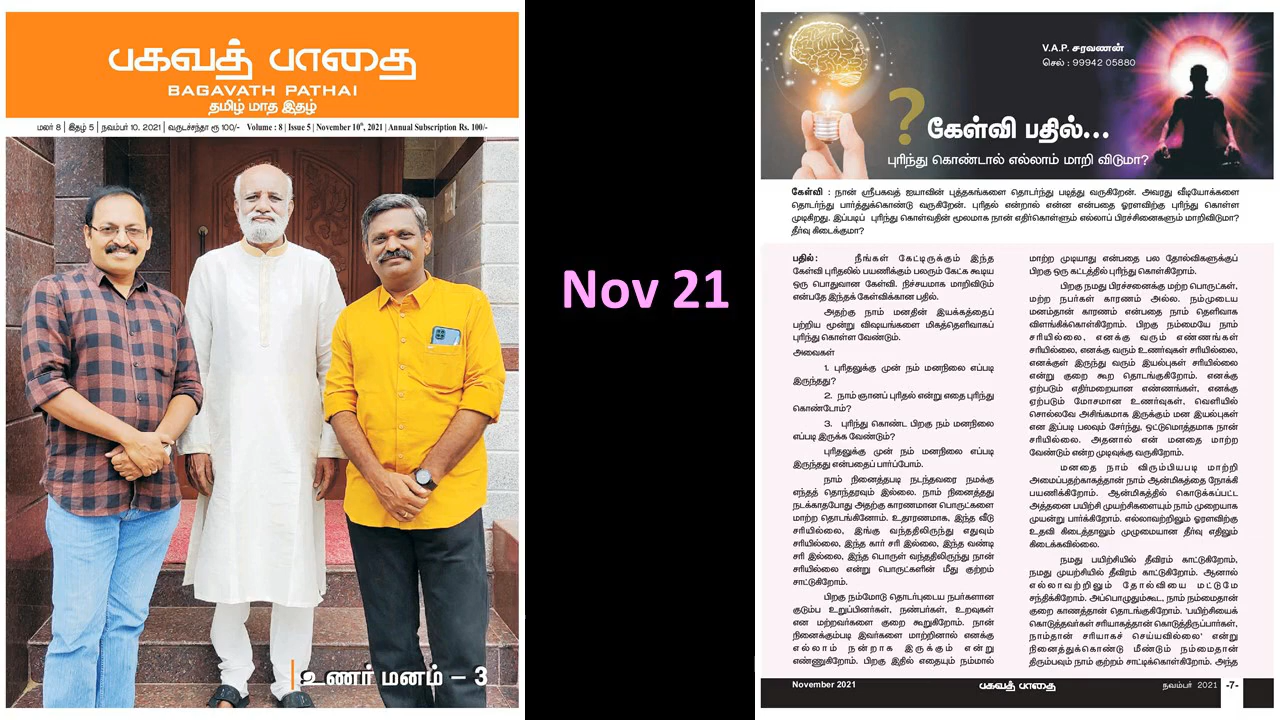 பகவத் பாதை
BAGAVATH PATHAI
தமிழ் மாத இதழ்
மலர் 8 | இதழ் 5 | நவம்பர் 10, 2021 | வருடசந்தா ரூ 100/- Volume : 8 | Issue 5 | November 10th, 2021 | Annual Subscription Rs. 100/-
உணர் மனம் – 3
Nov 21
V.A.P. சரவணன்
செல் : 99942 05880
? கேள்வி பதில்...
புரிந்து கொண்டால் எல்லாம் மாறி விடுமா?
கேள்வி : நான் ஸ்ரீபகவத் ஐயாவின் புத்தகங்களை தொடர்ந்து படித்து வருகிறேன். அவரது வீடியோக்களை
தொடர்ந்து பார்த்துக்கொண்டு வருகிறேன். புரிதல் என்றால் என்ன என்பதை ஓரளவிற்கு புரிந்து கொள்ள
முடிகிறது. இப்படிப் புரிந்து கொள்வதின் மூலமாக நான் எதிர்கொள்ளும் எல்லாப் பிரச்சினைகளும் மாறிவிடுமா?
தீர்வு கிடைக்குமா?
பதில் : நீங்கள் கேட்டிருக்கும் இந்த
கேள்வி புரிதலில் பயணிக்கும் பலரும் கேட்க கூடிய
ஒரு பொதுவான கேள்வி. நிச்சயமாக மாறிவிடும்
என்பதே இந்தக் கேள்விக்கான பதில்.
அதற்கு நாம் மனதின் இயக்கத்தைப்
பற்றிய மூன்று விஷயங்களை மிகத்தெளிவாகப்
புரிந்து கொள்ள வேண்டும்.
அவைகள்
1. புரிதலுக்கு முன் நம் மனநிலை எப்படி
இருந்தது?
2. நாம் ஞானப் புரிதல் என்று எதை புரிந்து
கொண்டோம்?
3. புரிந்து கொண்ட பிறகு நம் மனநிலை
எப்படி இருக்க வேண்டும்?
புரிதலுக்கு முன் நம் மனநிலை எப்படி
இருந்தது என்பதைப் பார்ப்போம்.
நாம் நினைத்தபடி நடந்தவரை நமக்கு
எந்தத் தொந்தரவும் இல்லை. நாம் நினைத்தது
நடக்காதபோது அதற்கு காரணமான பொருட்களை
மாற்ற தொடங்கினோம். உதாரணமாக, இந்த வீடு
சரியில்லை, இங்கு வந்ததிலிருந்து எதுவும்
சரியில்லை, இந்த கார் சரி இல்லை, இந்த வண்டி
சரி இல்லை, இந்த பொருள் வந்ததிலிருந்து நான்
சரியில்லை என்று பொருட்களின் மீது குற்றம்
சாட்டுகிறோம்.
பிறகு நம்மோடு தொடர்புடைய நபர்களான
குடும்ப உறுப்பினர்கள், நண்பர்கள், உறவுகள்
என மற்றவர்களை குறை கூறுகிறோம். நான்
நினைக்கும்படி இவர்களை மாற்றினால் எனக்கு
எல்லாம் நன்றாக இருக்கும் என்று
எண்ணுகிறோம். பிறகு இதில் எதையும் நம்மால்
மாற்ற முடியாது என்பதை பல தோல்விகளுக்குப்
பிறகு ஒரு கட்டத்தில் புரிந்து கொள்கிறோம்.
பிறகு நமது பிரச்சனைக்கு மற்ற பொருட்கள்,
மற்ற நபர்கள் காரணம் அல்ல. நம்முடைய
மனம்தான் காரணம் என்பதை நாம் தெளிவாக
விளங்கிக்கொள்கிறோம். பிறகு நம்மையே நாம்
சரியில்லை, எனக்கு வரும் எண்ணங்கள்
சரியில்லை, எனக்கு வரும் உணர்வுகள் சரியில்லை,
எனக்குள் இருந்து வரும் இயல்புகள் சரியில்லை
என்று குறை கூற தொடங்குகிறோம். எனக்கு
ஏற்படும் எதிர்மறையான எண்ணங்கள், எனக்கு
ஏற்படும் மோசமான உணர்வுகள், வெளியில்
சொல்லவே அசிங்கமாக இருக்கும் மன இயல்புகள்
என இப்படி பலவும் சேர்ந்து, ஒட்டுமொத்தமாக நான்
சரியில்லை. அதனால் என் மனதை மாற்ற
வேண்டும் என்ற முடிவுக்கு வருகிறோம்.
மனதை நாம் விரும்பியபடி மாற்றி
அமைப்பதற்காகத்தான் நாம் ஆன்மிகத்தை நோக்கி
பயணிக்கிறோம். ஆன்மிகத்தில் கொடுக்கப்பட்ட
அத்தனை பயிற்சி முயற்சிகளையும் நாம் முறையாக
முயன்று பார்க்கிறோம். எல்லாவற்றிலும் ஓரளவிற்கு
உதவி கிடைத்தாலும் முழுமையான தீர்வு எதிலும்
கிடைக்கவில்லை.
நமது பயிற்சியில் தீவிரம் காட்டுகிறோம்,
நமது முயற்சியில் தீவிரம் காட்டுகிறோம். ஆனால்
எல்லாவற்றிலும் தோல்வியை மட்டுமே
சந்திக்கிறோம். அப்பொழுதும்கூட, நாம் நம்மைதான்
குறை காணத்தான் தொடங்குகிறோம். 'பயிற்சியைக்
கொடுத்தவர்கள் சரியாகத்தான் கொடுத்திருப்பார்கள்,
நாம்தான் சரியாகச் செய்யவில்லை' என்று
நினைத்துக்கொண்டு மீண்டும் நம்மைதான்
திரும்பவும் நாம் குற்றம் சாட்டிக்கொள்கிறோம். அந்த
November 2021 பகவத் பாதை நவம்பர் 2021 -7-